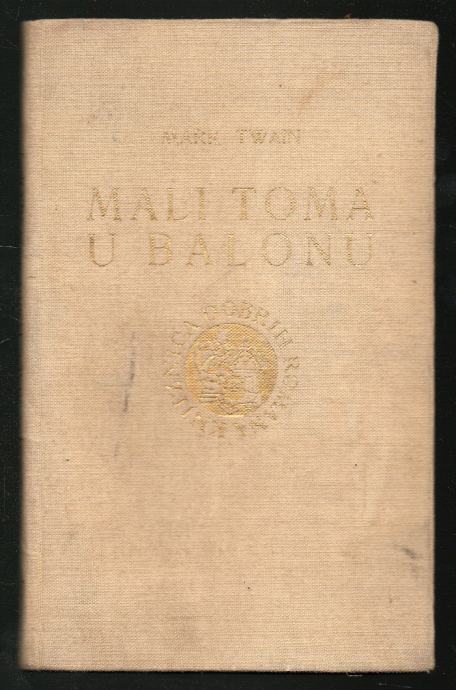 MARK TWAIN
MALI TOMA
U BALONU
KNJIŽNICA DOBRIH ROMANA